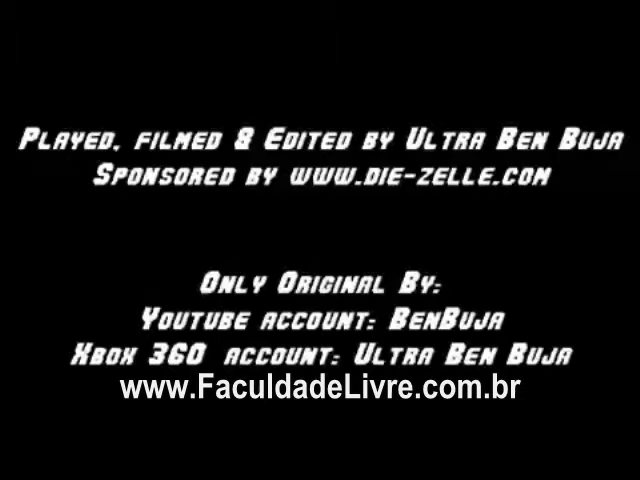 Played, filmed & Edited by Ultra Ben Buja
Sponsored by www.die-zelle.com
Only Original By:
Youtube account: BenBuja
Xbox 360 account: Ultra Ben Buja
www.FaculdadeLivre.com.br